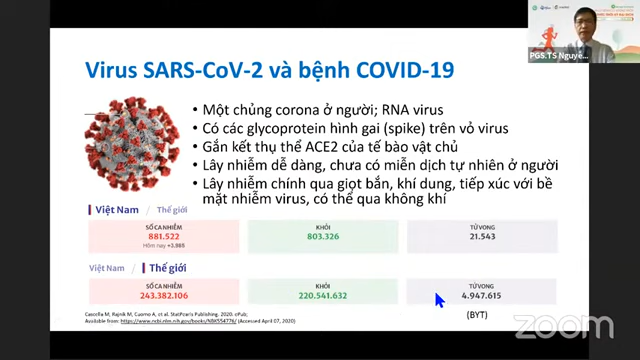 PGS.TS Nguyễ...
Virus SARS-CoV-2 và bệnh COVID-19
• Một chủng corona ở người; RNA virus
• Có các glycoprotein hình gai (spike) trên vỏ virus
• Gắn kết thụ thể ACE2 của tế bào vật chủ
• Lây nhiễm dễ dàng, chưa có miễn dịch tự nhiên ở người
• Lây nhiễm chính qua giọt bắn, khí dung, tiếp xúc với bề
mặt nhiễm virus, có thể qua không khí
Việt Nam / Thế giới
SỐ CA NHIỄM
881.522
Hôm nay +3.985
KHỎI
803.326
TỬ VONG
21.543
Việt Nam / Thế giới
SỐ CA NHIỄM
243.382.106
KHỎI
220.541.632
TỬ VONG
4.947.615
Cascella M, Rajnik M, Cuomo A, et al. StatPearls Publishing. 2020. ePub;
Available from: https://www.ncbi.nlm.nih.gov/books/NBK554776/ (Accessed April 07, 2020)
(BYT)
zoom